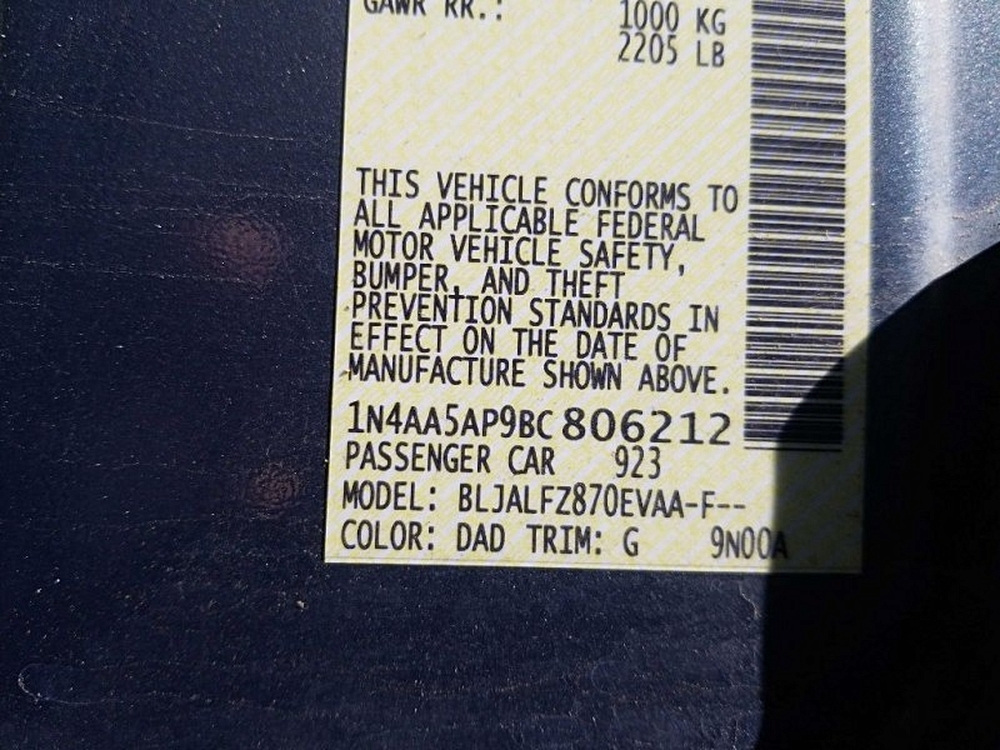 GAWR RR.: 1000 KG
2205 LB
THIS VEHICLE CONFORMS TO
ALL APPLICABLE FEDERAL
MOTOR VEHICLE SAFETY,
BUMPER, AND THEFT
PREVENTION STANDARDS IN
EFFECT ON THE DATE OF
MANUFACTURE SHOWN ABOVE.
1N4AA5AP9BC806212
PASSENGER CAR 923
MODEL: BLJALFZ870EVAA-F--
COLOR: DAD TRIM: G 9N00A